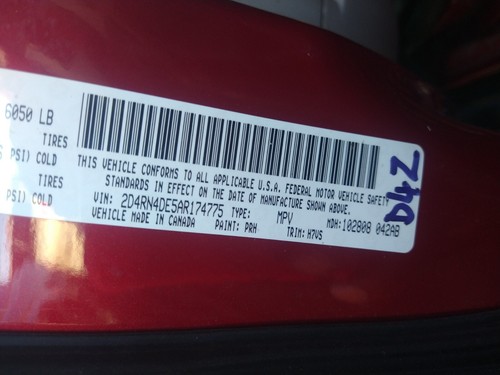 6050 LB
TIRES
PSI) COLD
TIRES
PSI) COLD
THIS VEHICLE CONFORMS TO ALL APPLICABLE U.S.A. FEDERAL MOTOR VEHICLE SAFETY
STANDARDS IN EFFECT ON THE DATE OF MANUFACTURE SHOWN ABOVE.
VIN: 2D4RN4DE5AR174775 TYPE: MPV MDH: 102808 042AB
VEHICLE MADE IN CANADA PAINT: PRH TRIM: H7VS
D4Z